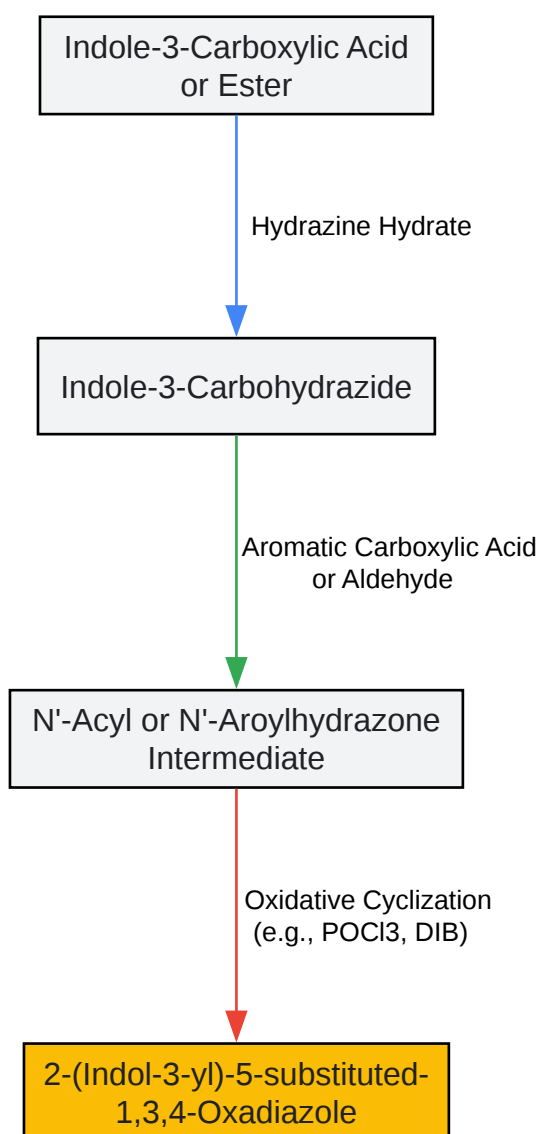 Indole-3-Carboxylic Acid
or Ester
Hydrazine Hydrate
Indole-3-Carbohydrazide
Aromatic Carboxylic Acid
or Aldehyde
N'-Acyl or N'-Aroylhydrazone
Intermediate
Oxidative Cyclization
(e.g., POCl3, DIB)
2-(Indol-3-yl)-5-substituted-
1,3,4-Oxadiazole